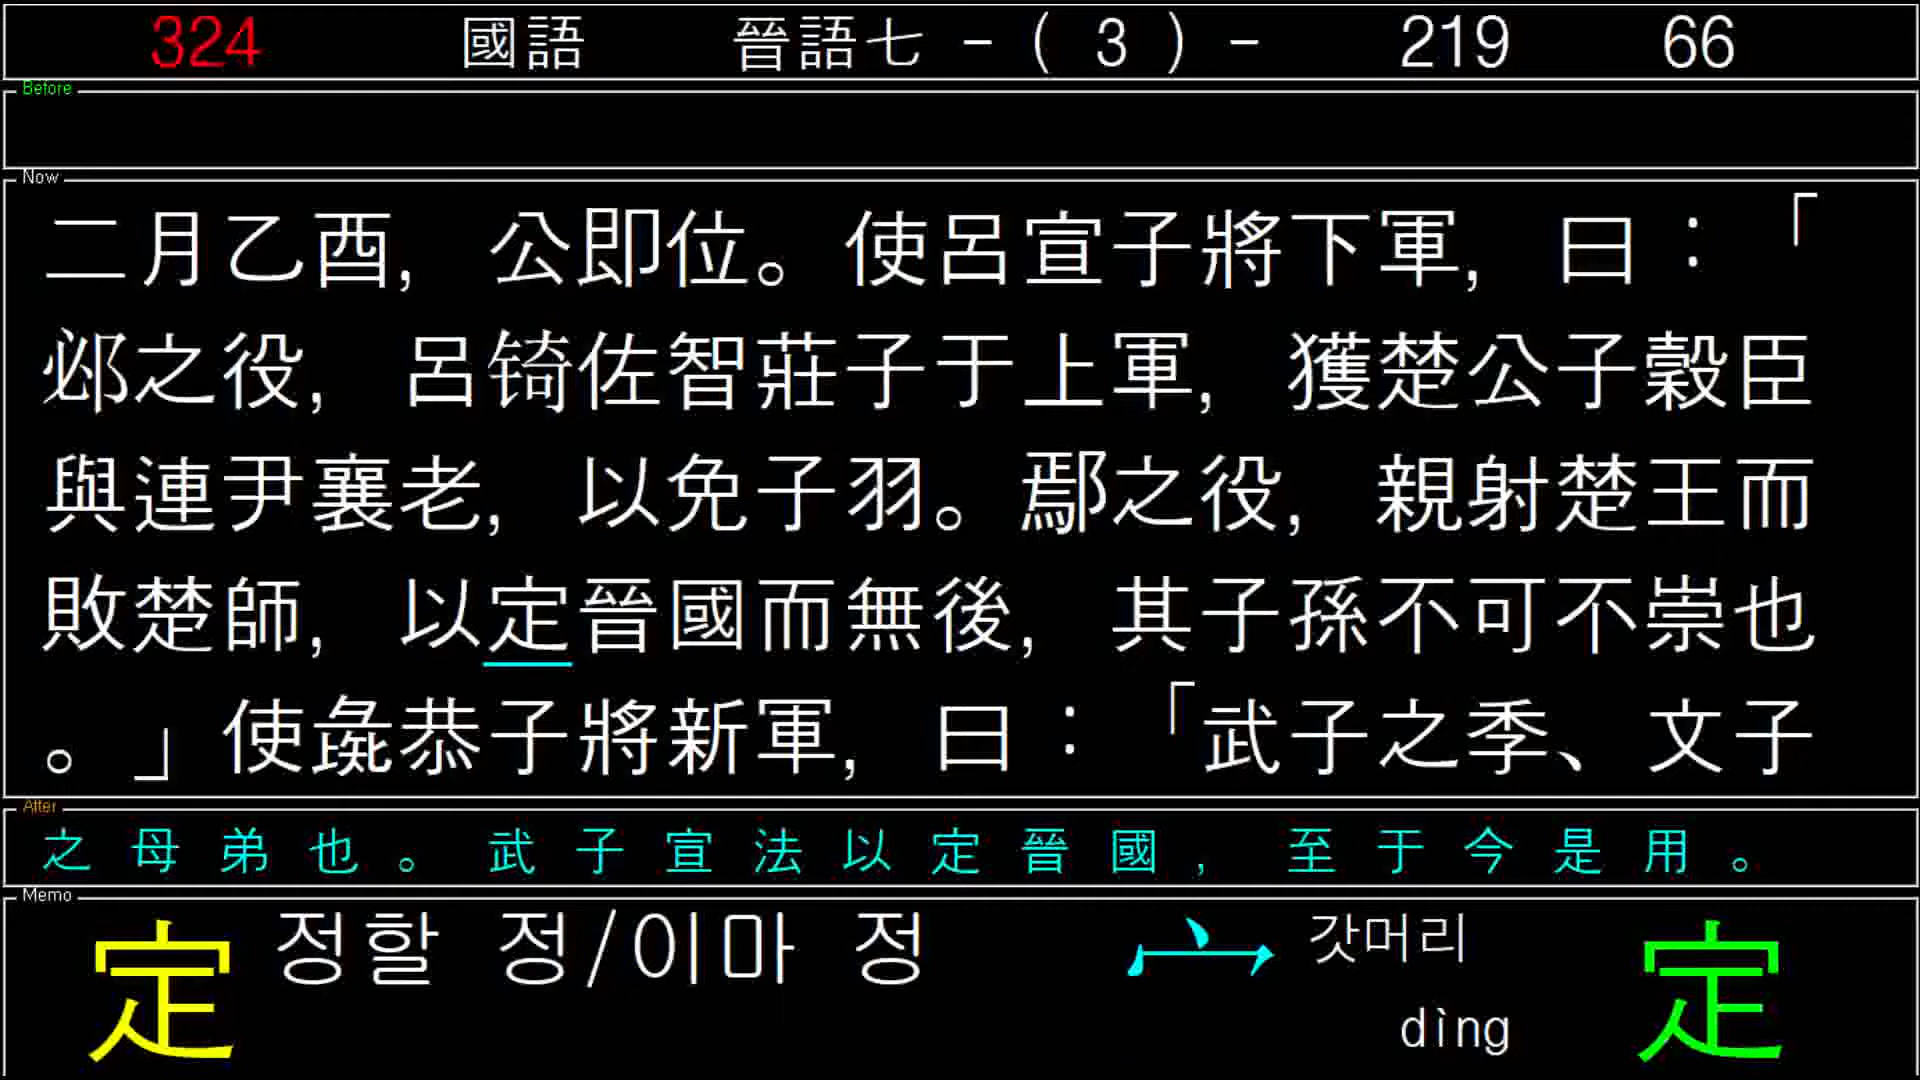 324 國語 晉語七 - ( 3 ) - 219 66
Before
Now
二月乙酉, 公即位。使呂宣子將下軍, 曰：「
邲之役, 呂锜佐智莊子于上軍, 獲楚公子穀臣
與連尹襄老, 以免子羽。鄢之役, 親射楚王而
敗楚師, 以定晉國而無後, 其子孫不可不崇也
。」使彘恭子將新軍, 曰：「武子之季、文子
After
之母弟也。武子宣法以定晉國, 至于今是用。
Memo
定 정할 정/이마 정 宀 갓머리 定
dìng